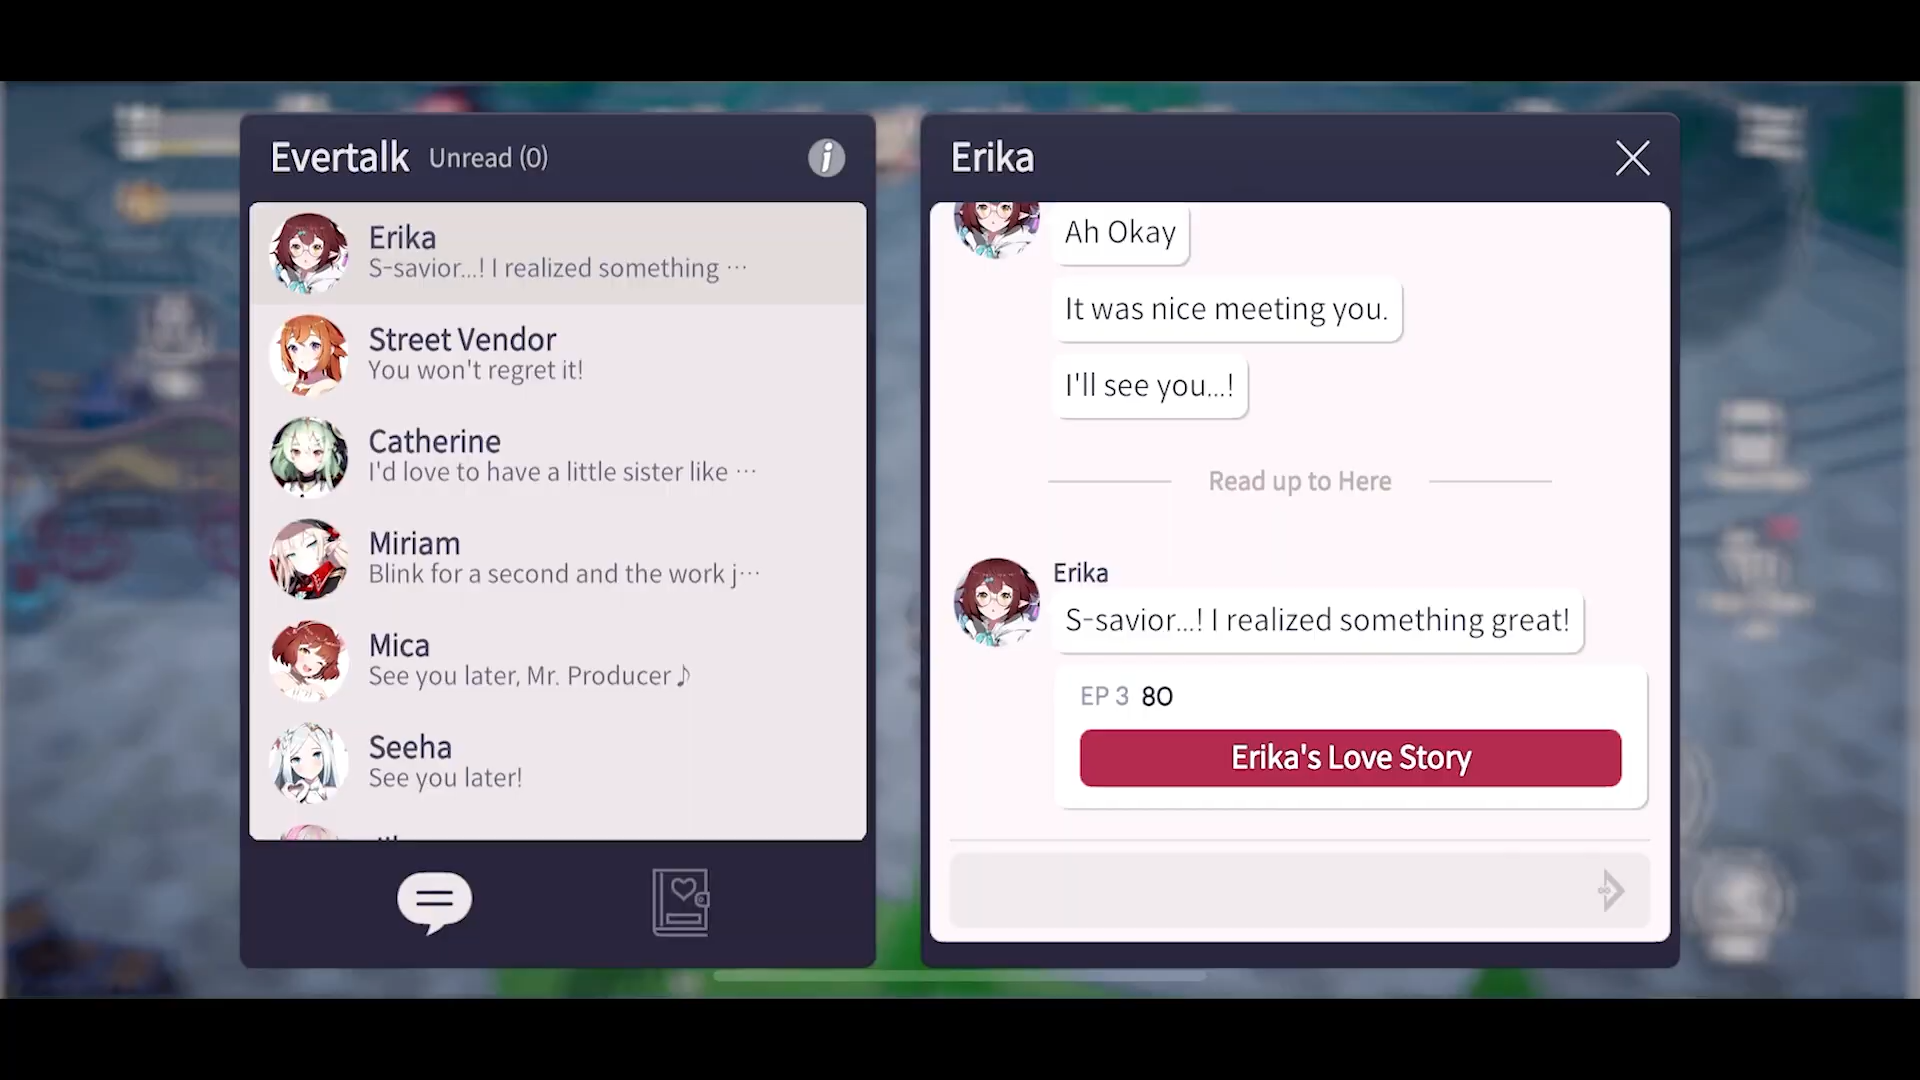 Evertalk Unread (0)
Erika
S-savior...! I realized something ···
Street Vendor
You won't regret it!
Catherine
I'd love to have a little sister like ···
Miriam
Blink for a second and the work j···
Mica
See you later, Mr. Producer♪
Seeha
See you later!
Erika
Ah Okay
It was nice meeting you.
I'll see you...!
Read up to Here
Erika
S-savior...! I realized something great!
EP 3 80
Erika's Love Story